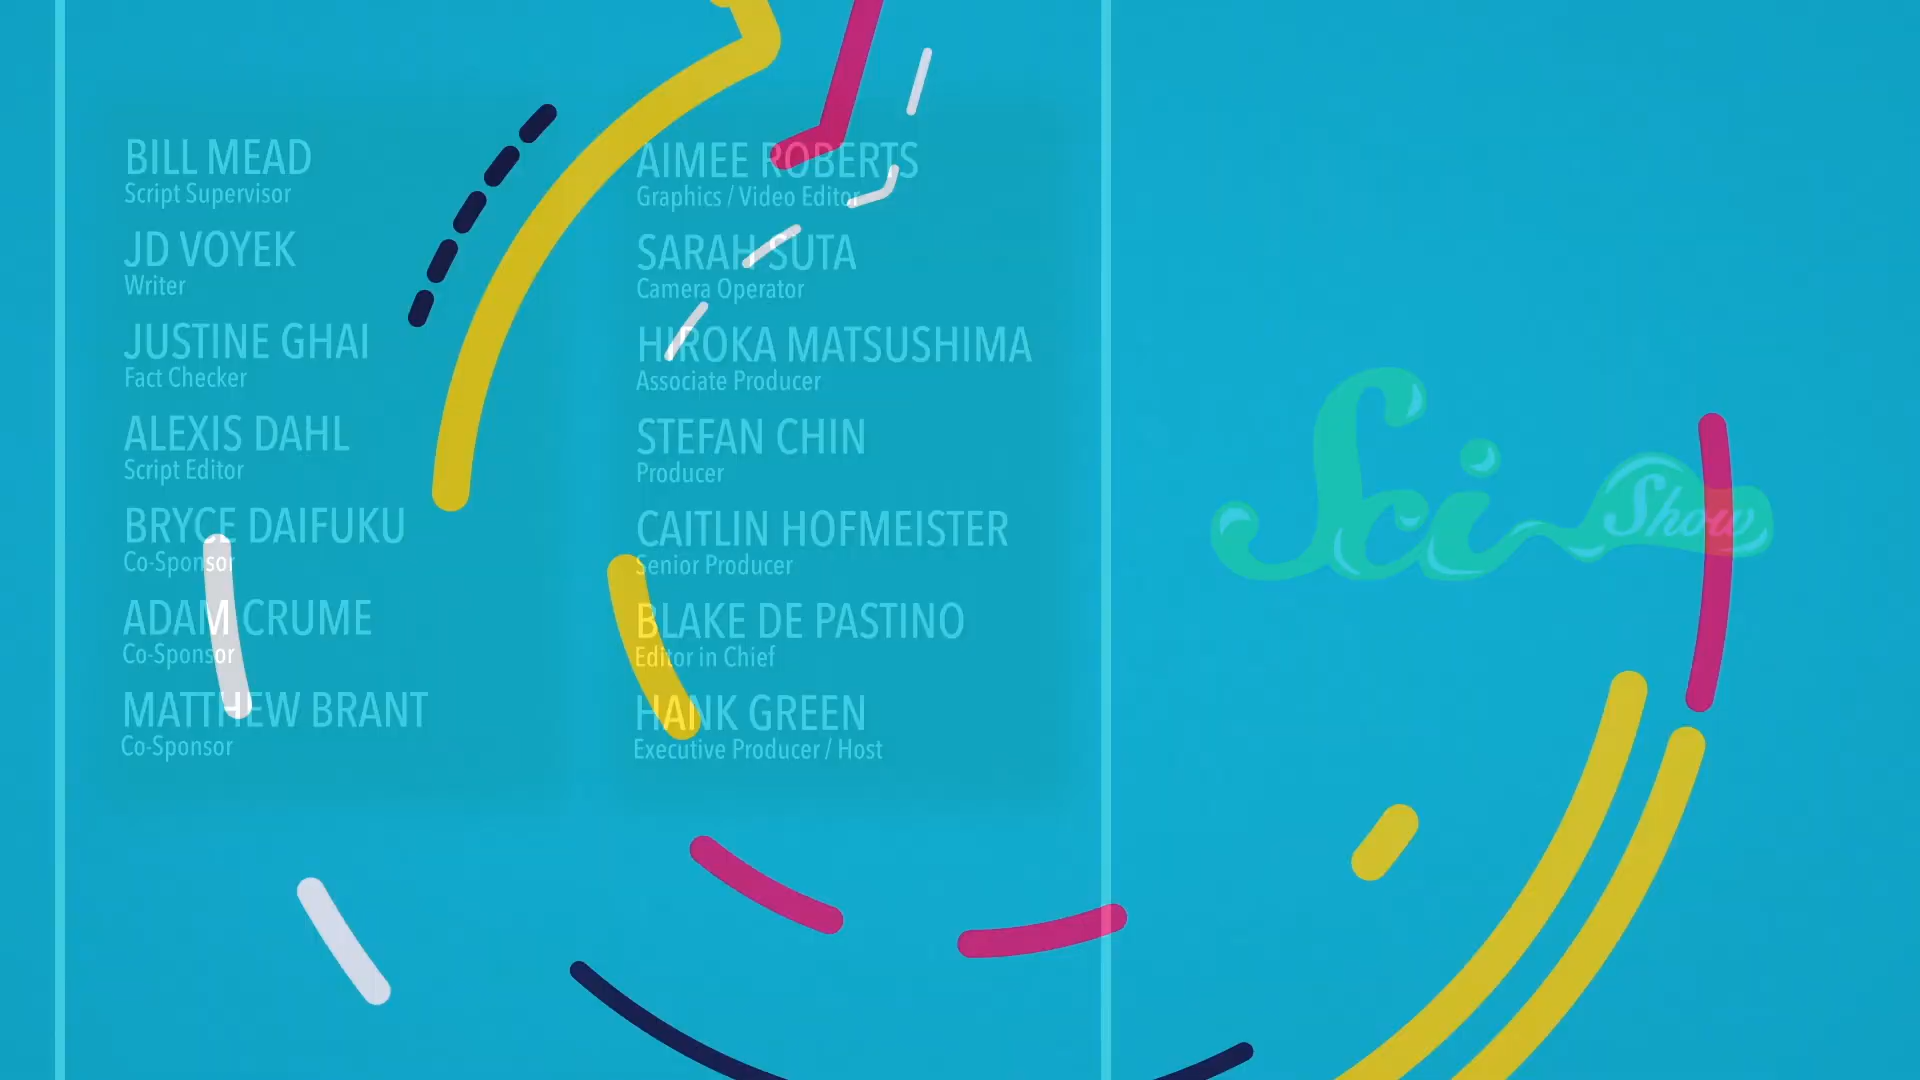 BILL MEAD
Script Supervisor
JD VOYEK
Writer
JUSTINE GHAI
Fact Checker
ALEXIS DAHL
Script Editor
BRYCE DAIFUKU
Co-Sponsor
ADAM CRUME
Co-Sponsor
MATTHEW BRANT
Co-Sponsor
AIMEE ROBERTS
Graphics / Video Editor
SARAH SUTA
Camera Operator
HIROKA MATSUSHIMA
Associate Producer
STEFAN CHIN
Producer
CAITLIN HOFMEISTER
Senior Producer
BLAKE DE PASTINO
Editor in Chief
HANK GREEN
Executive Producer / Host
Sci Show